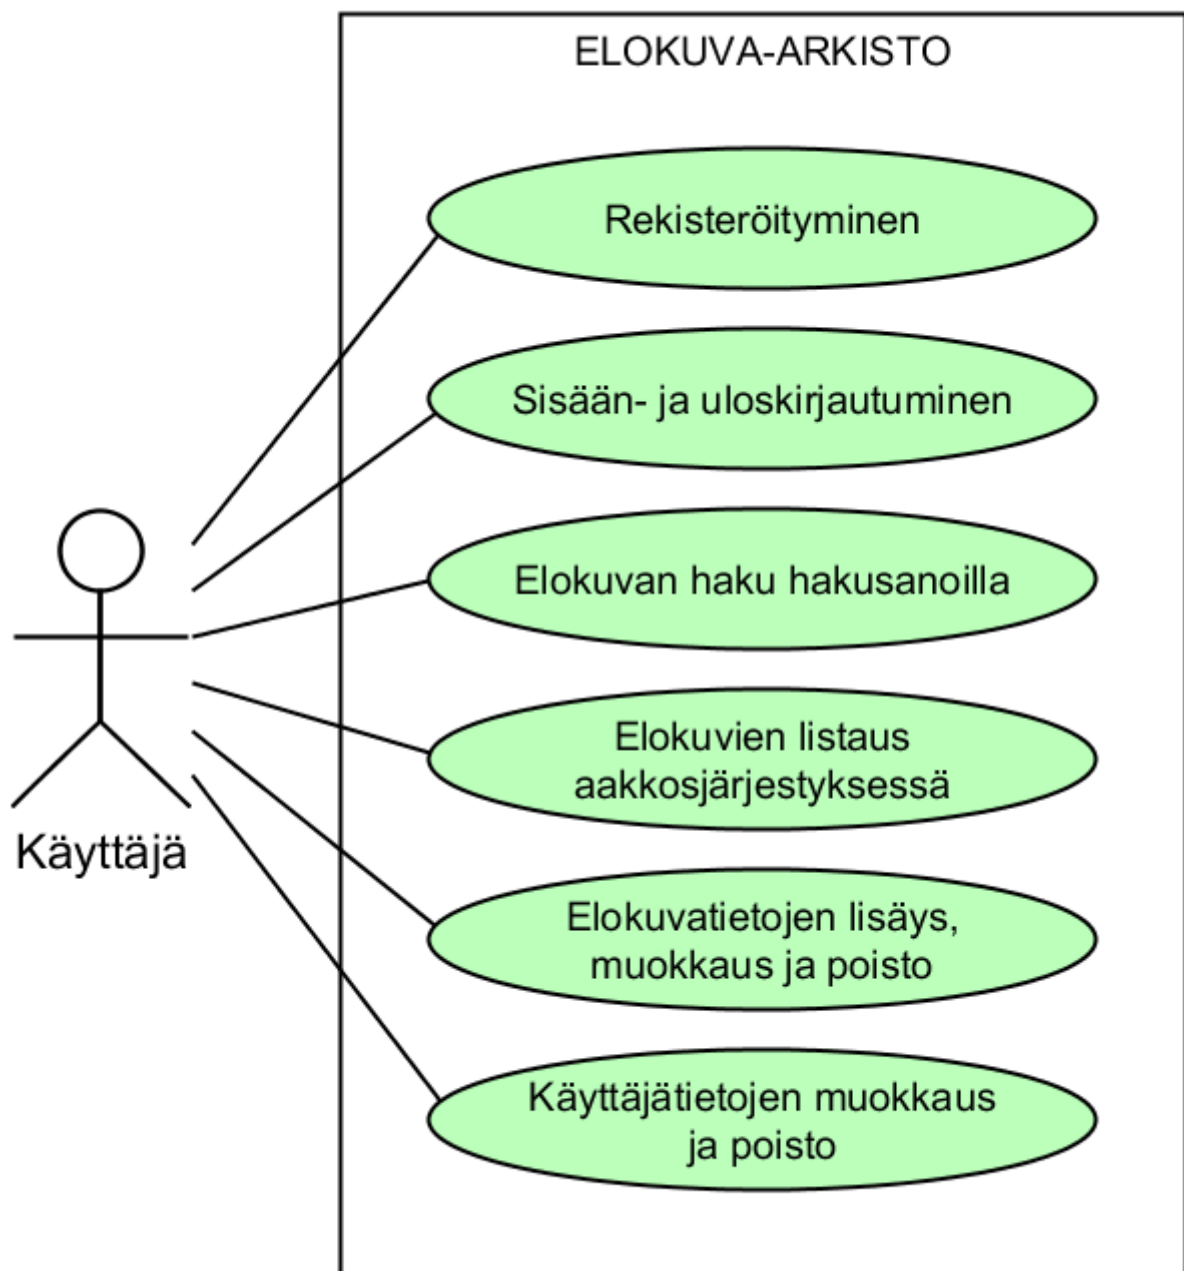 ELOKUVA-ARKISTO
Rekisteröityminen
Sisään- ja uloskirjautuminen
Elokuvan haku hakusanoilla
Elokuvien listaus
aakkosjärjestyksessä
Käyttäjä
Elokuvatietojen lisäys,
muokkaus ja poisto
Käyttäjätietojen muokkaus
ja poisto